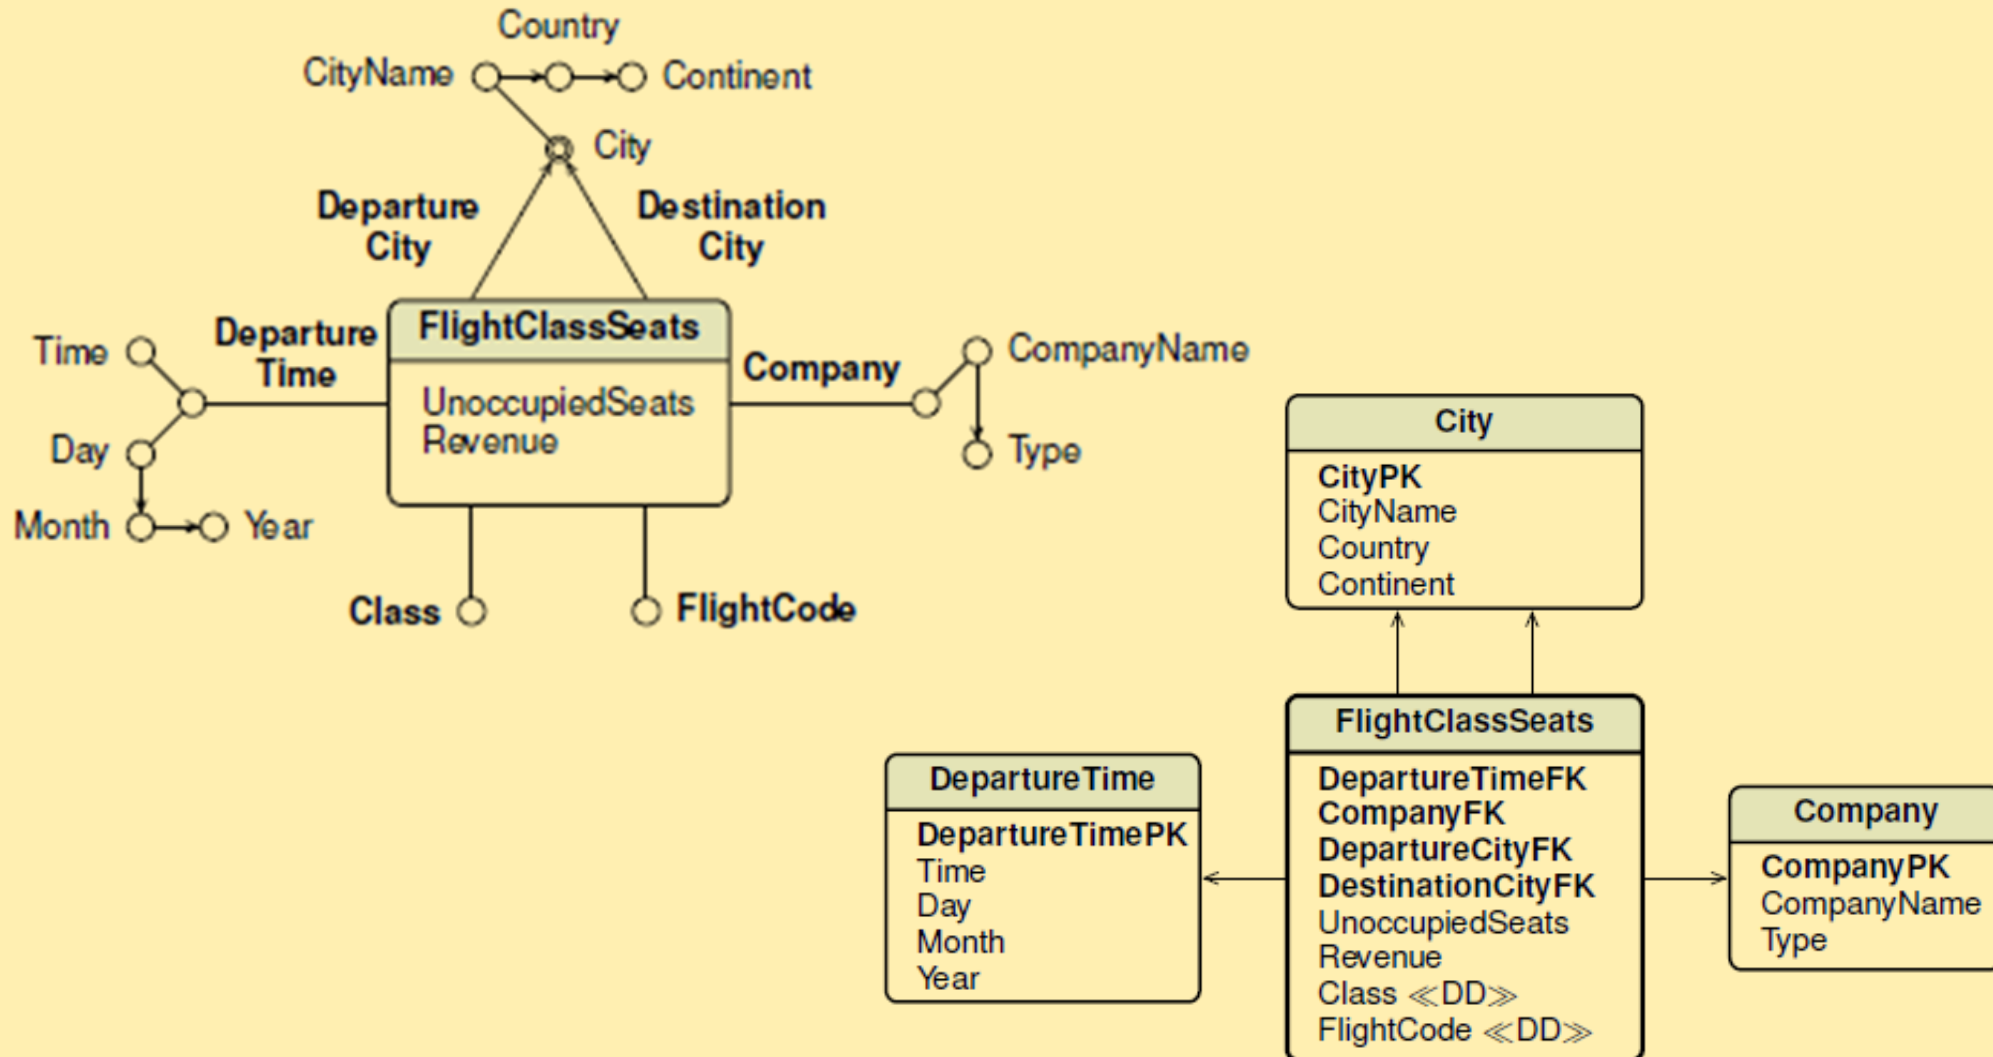 Country
CityName
Continent
City
Departure
City
Destination
City
Time
Departure
Time
FlightClassSeats
UnoccupiedSeats
Revenue
Company
CompanyName
Type
Day
Month
Year
Class
FlightCode
City
CityPK
CityName
Country
Continent
FlightClassSeats
DepartureTimeFK
CompanyFK
DepartureCityFK
DestinationCityFK
UnoccupiedSeats
Revenue
Class ≪DD≫
FlightCode ≪DD≫
DepartureTime
DepartureTimePK
Time
Day
Month
Year
Company
CompanyPK
CompanyName
Type